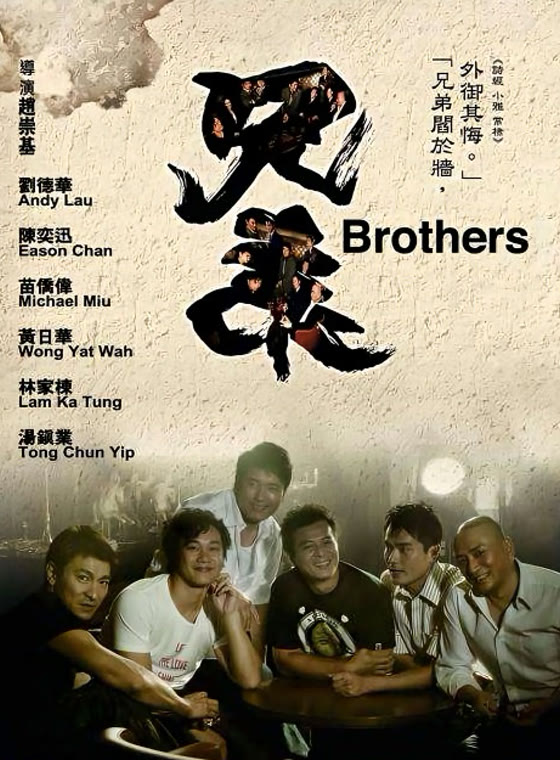 兄弟
Brothers
《詩經 小雅 常棣》
「兄弟鬩於牆，
外御其侮。」
導演 趙崇基
劉德華
Andy Lau
陳奕迅
Eason Chan
苗僑偉
Michael Miu
黃日華
Wong Yat Wah
林家棟
Lam Ka Tung
湯鎮業
Tong Chun Yip
LOVE